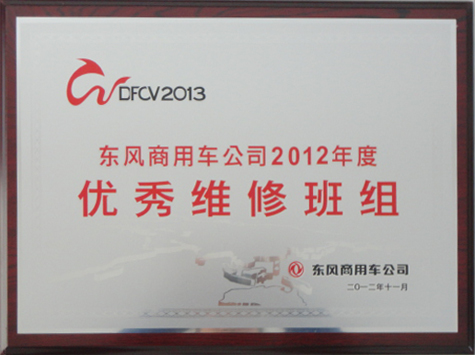 DFCV2013
东风商用车公司2012年度
优秀维修班组
东风商用车公司
二〇一二年十一月